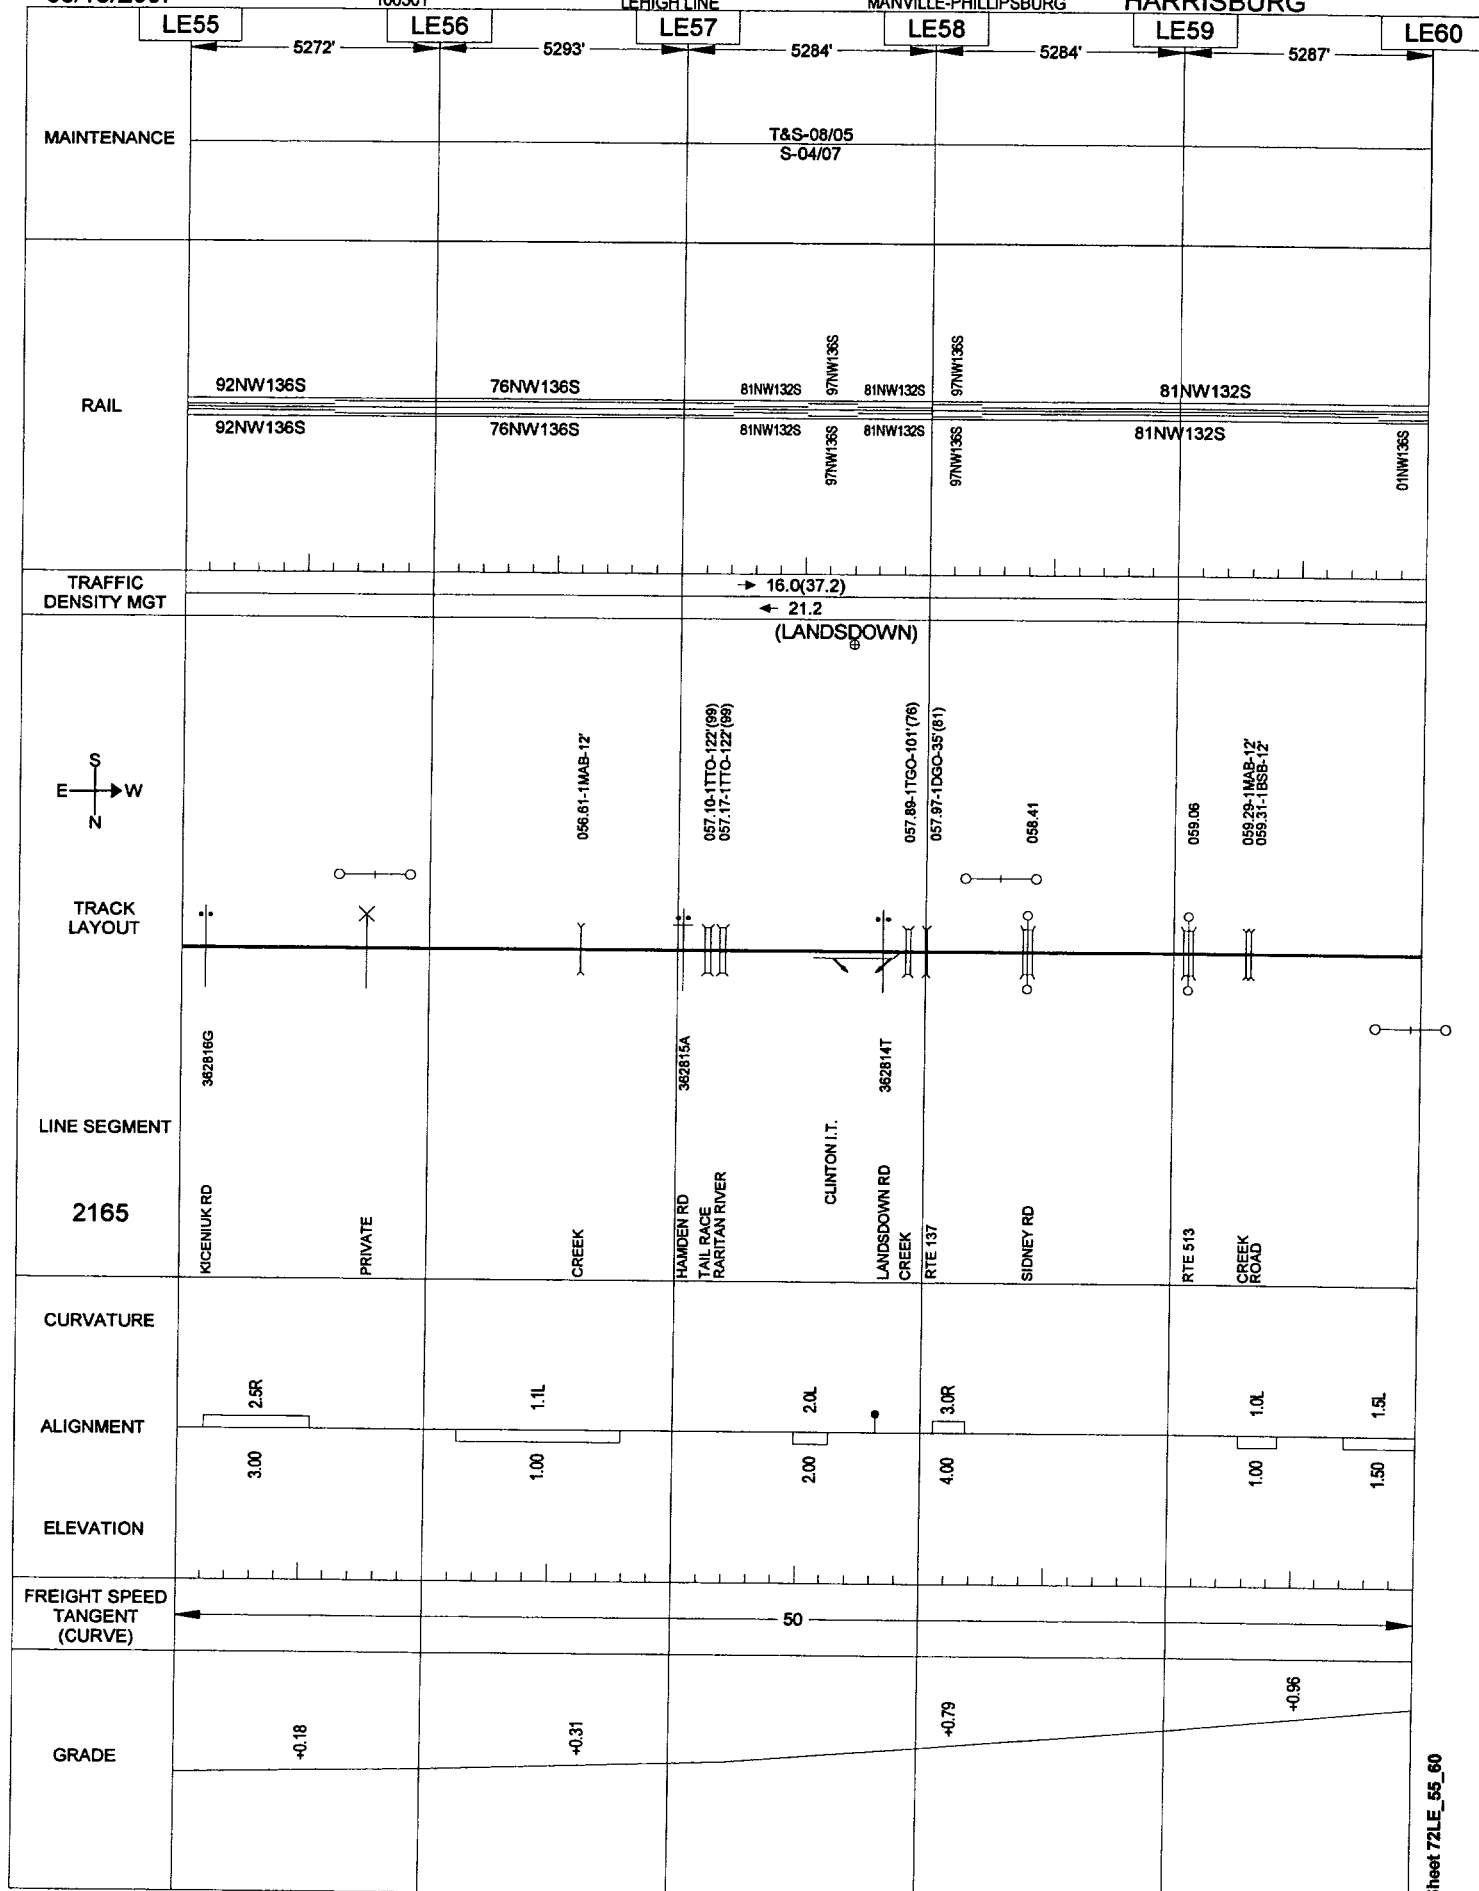 LEHIGH LINE
MANVILLE-PHILLIPSBURG
HARRISBURG
LE55
LE56
LE57
LE58
LE59
LE60
5272'
5293'
5284'
5284'
5287'
MAINTENANCE
T&S-08/05
S-04/07
RAIL
92NW136S
76NW136S
81NW132S
97NW136S
81NW132S
97NW136S
81NW132S
92NW136S
76NW136S
81NW132S
97NW136S
81NW132S
97NW136S
81NW132S
01NW136S
TRAFFIC
DENSITY MGT
→ 16.0(37.2)
← 21.2
(LANDSDOWN)
S
E
W
N
056.61-1MAB-12'
057.10-1TTO-122'(99)
057.17-1TTO-122'(99)
057.89-1TGO-101'(76)
057.97-1DGO-35'(81)
058.41
059.06
059.29-1MAB-12'
059.31-1BSB-12'
TRACK
LAYOUT
362816G
362815A
362814T
LINE SEGMENT
2165
KICENIUK RD
PRIVATE
CREEK
HAMDEN RD
TAIL RACE
RARITAN RIVER
CLINTON I.T.
LANDSDOWN RD
CREEK
RTE 137
SIDNEY RD
RTE 513
CREEK
ROAD
CURVATURE
ALIGNMENT
2.5R
1.1L
2.0L
3.0R
1.0L
1.5L
3.00
1.00
2.00
4.00
1.00
1.50
ELEVATION
FREIGHT SPEED
TANGENT
(CURVE)
50
GRADE
+0.18
+0.31
+0.79
+0.96
Sheet 72LE_55_60